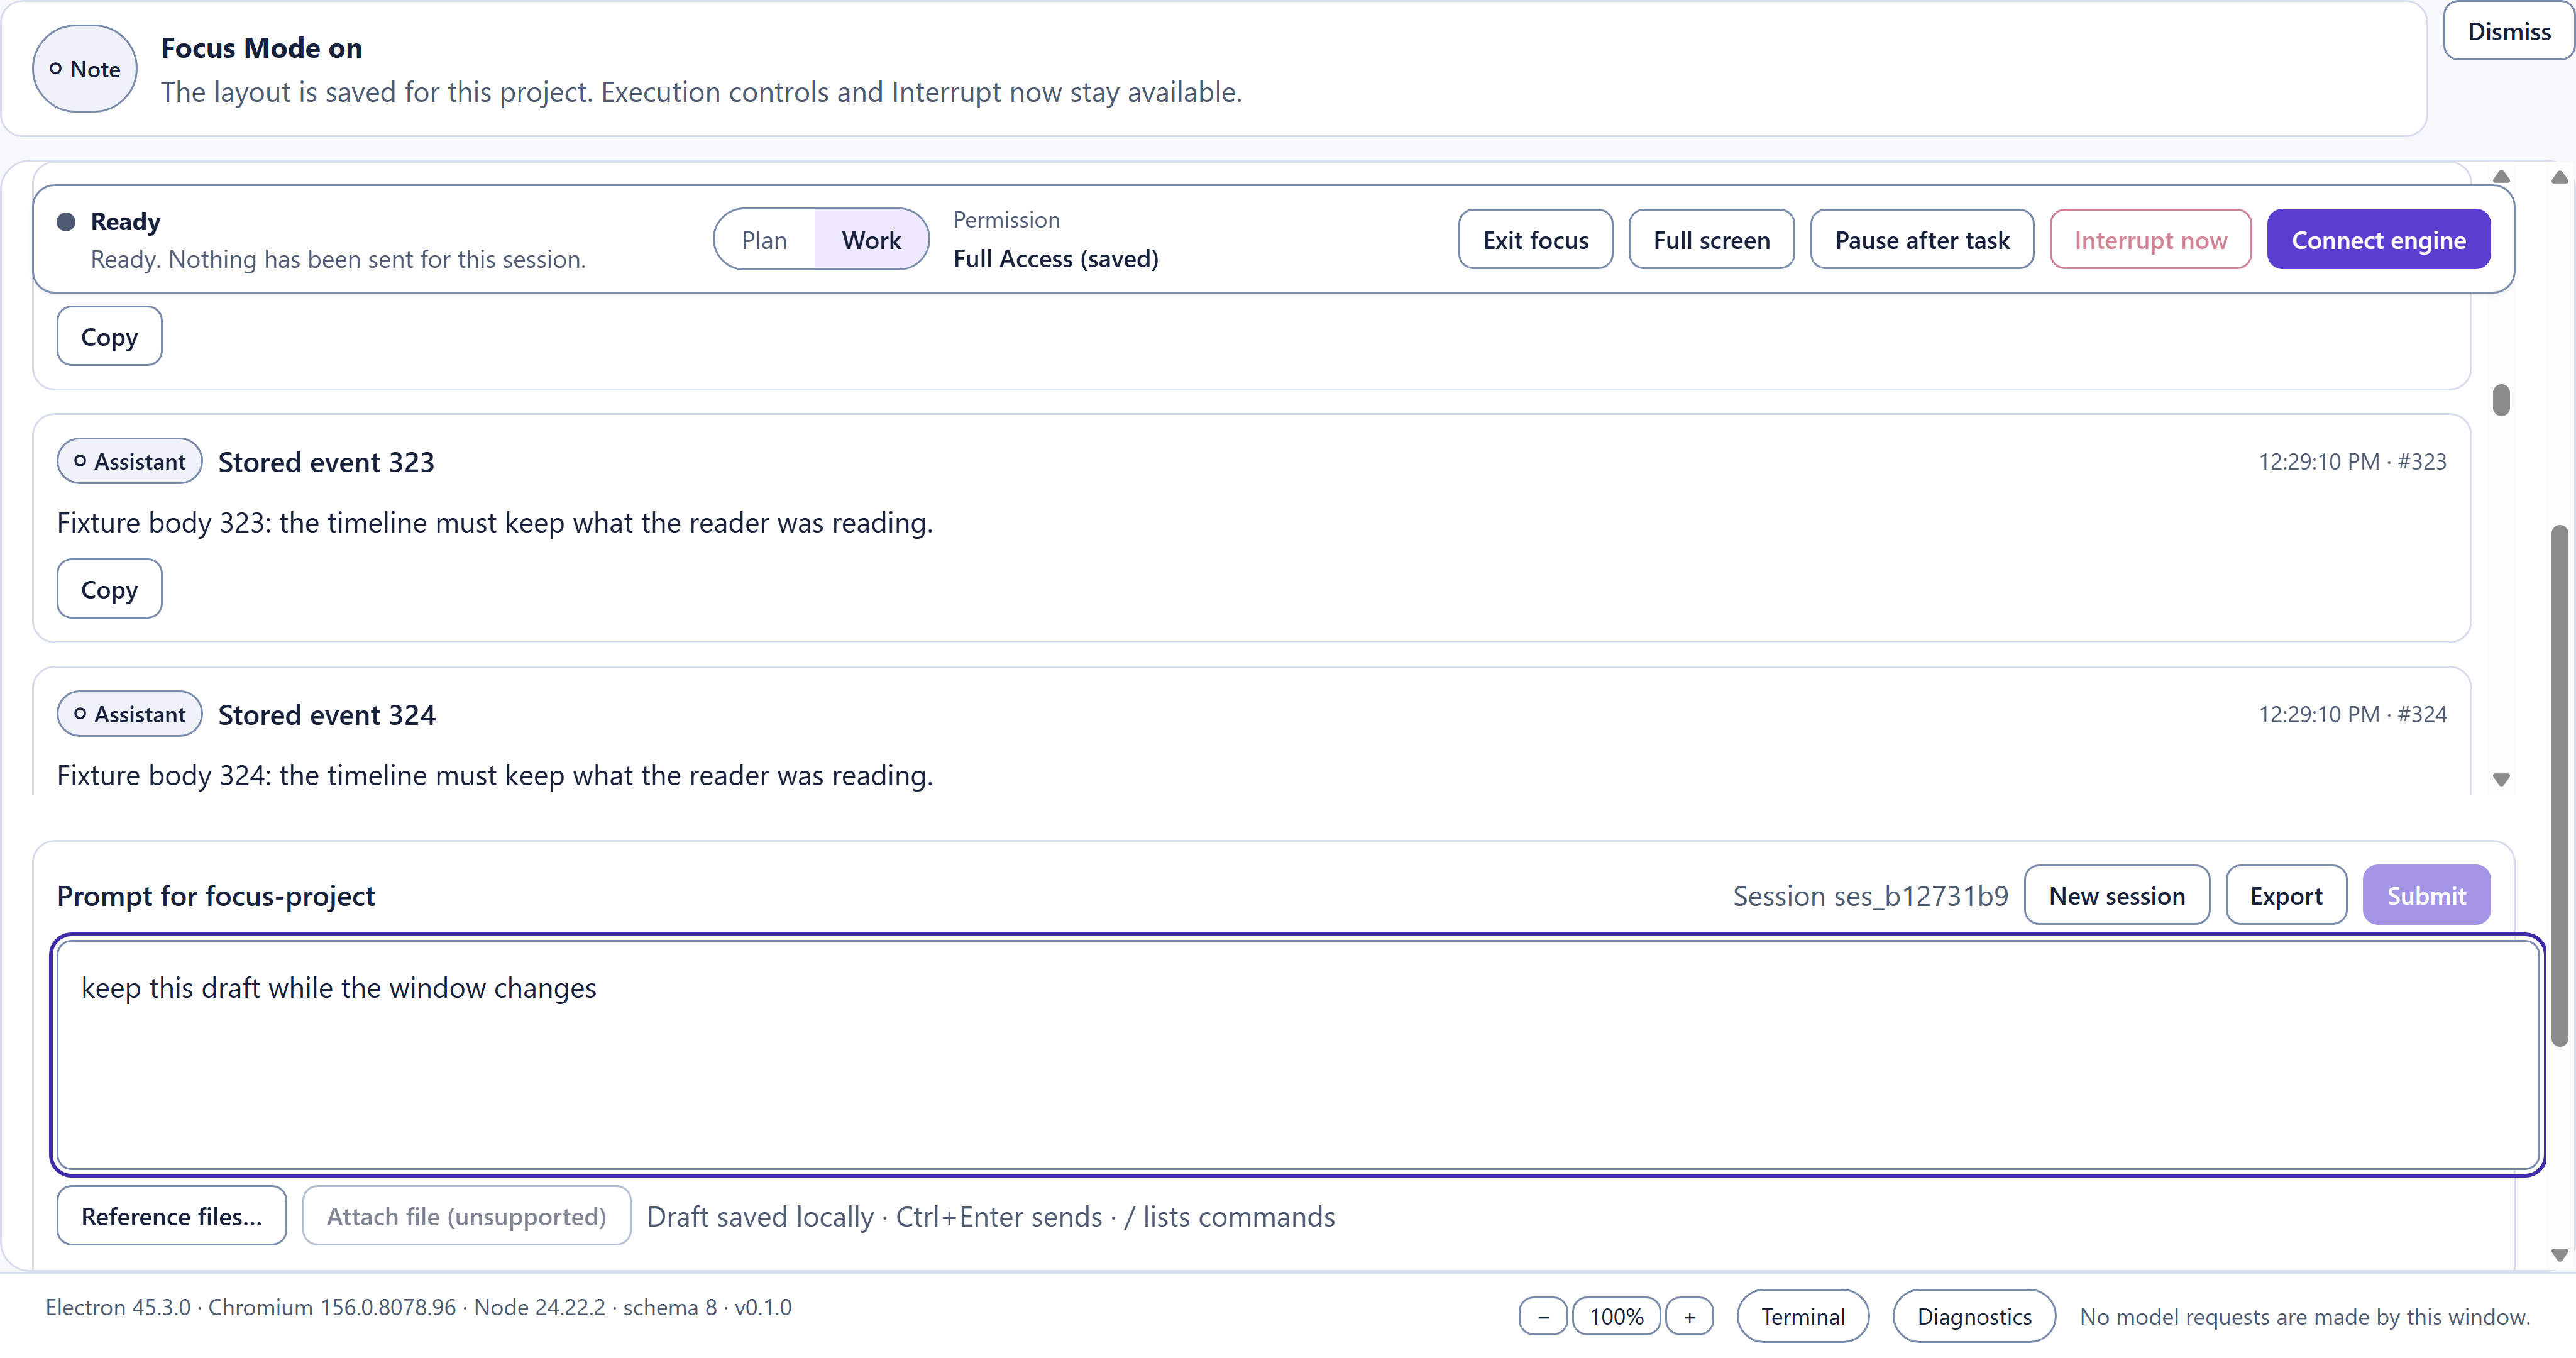 Note
Focus Mode on
The layout is saved for this project. Execution controls and Interrupt now stay available.
Dismiss
Ready
Ready. Nothing has been sent for this session.
Plan Work
Permission
Full Access (saved)
Exit focus Full screen Pause after task Interrupt now Connect engine
Copy
Assistant Stored event 323 12:29:10 PM · #323
Fixture body 323: the timeline must keep what the reader was reading.
Copy
Assistant Stored event 324 12:29:10 PM · #324
Fixture body 324: the timeline must keep what the reader was reading.
Prompt for focus-project Session ses_b12731b9 New session Export Submit
keep this draft while the window changes
Reference files... Attach file (unsupported) Draft saved locally · Ctrl+Enter sends · / lists commands
Electron 45.3.0 · Chromium 156.0.8078.96 · Node 24.22.2 · schema 8 · v0.1.0 − 100% + Terminal Diagnostics No model requests are made by this window.